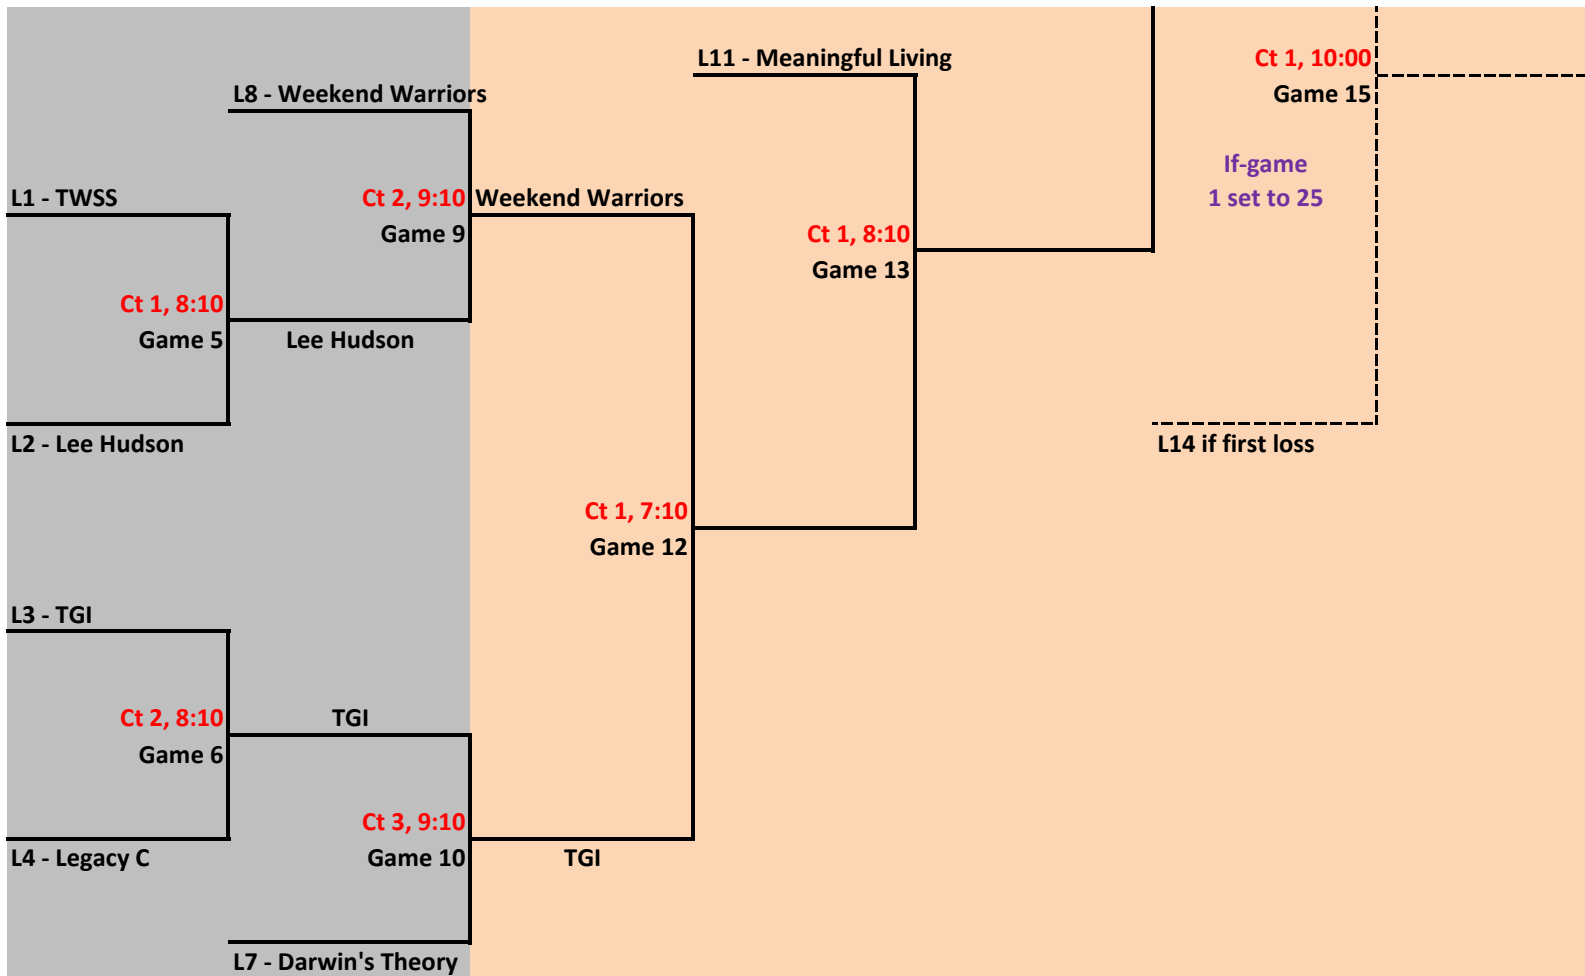 L11 - Meaningful Living
Ct 1, 10:00
Game 15
L8 - Weekend Warriors
If-game
1 set to 25
L1 - TWSS
Ct 2, 9:10
Weekend Warriors
Game 9
Ct 1, 8:10
Game 13
Ct 1, 8:10
Game 5
Lee Hudson
L2 - Lee Hudson
L14 if first loss
Ct 1, 7:10
Game 12
L3 - TGI
Ct 2, 8:10
TGI
Game 6
Ct 3, 9:10
Game 10
L4 - Legacy C
TGI
L7 - Darwin's Theory